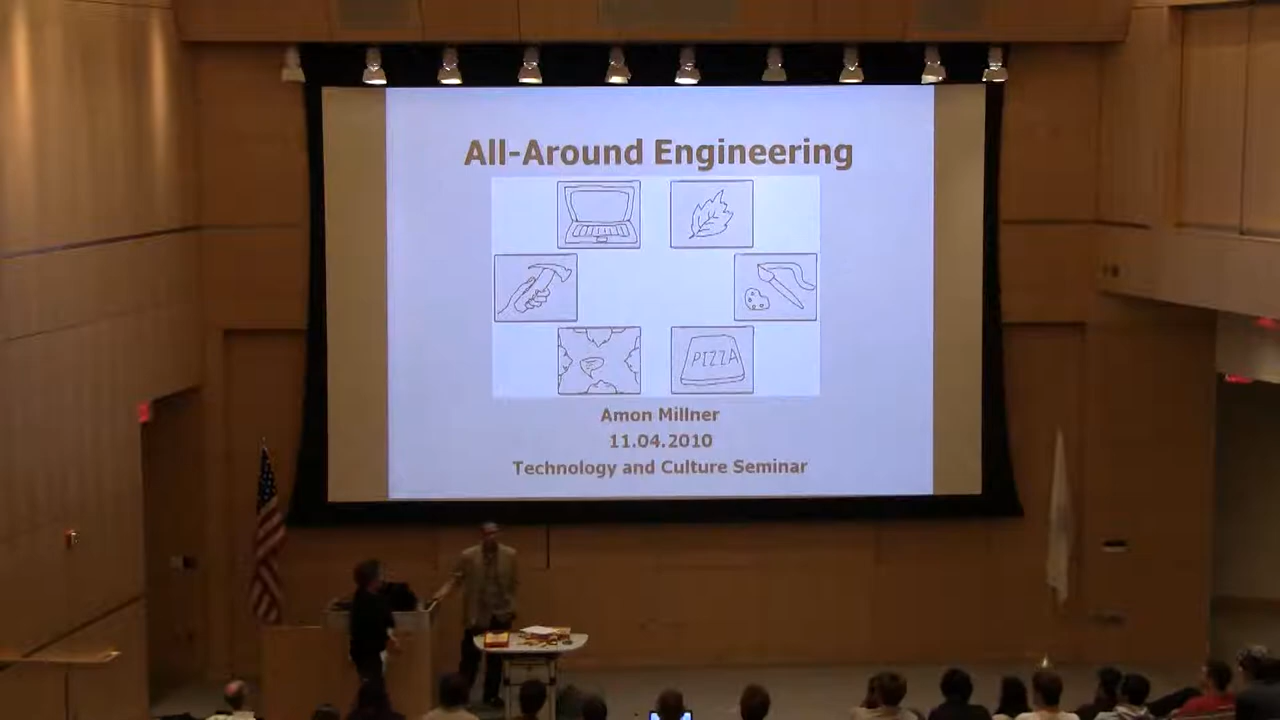 All-Around Engineering
PIZZA
Amon Millner
11.04.2010
Technology and Culture Seminar